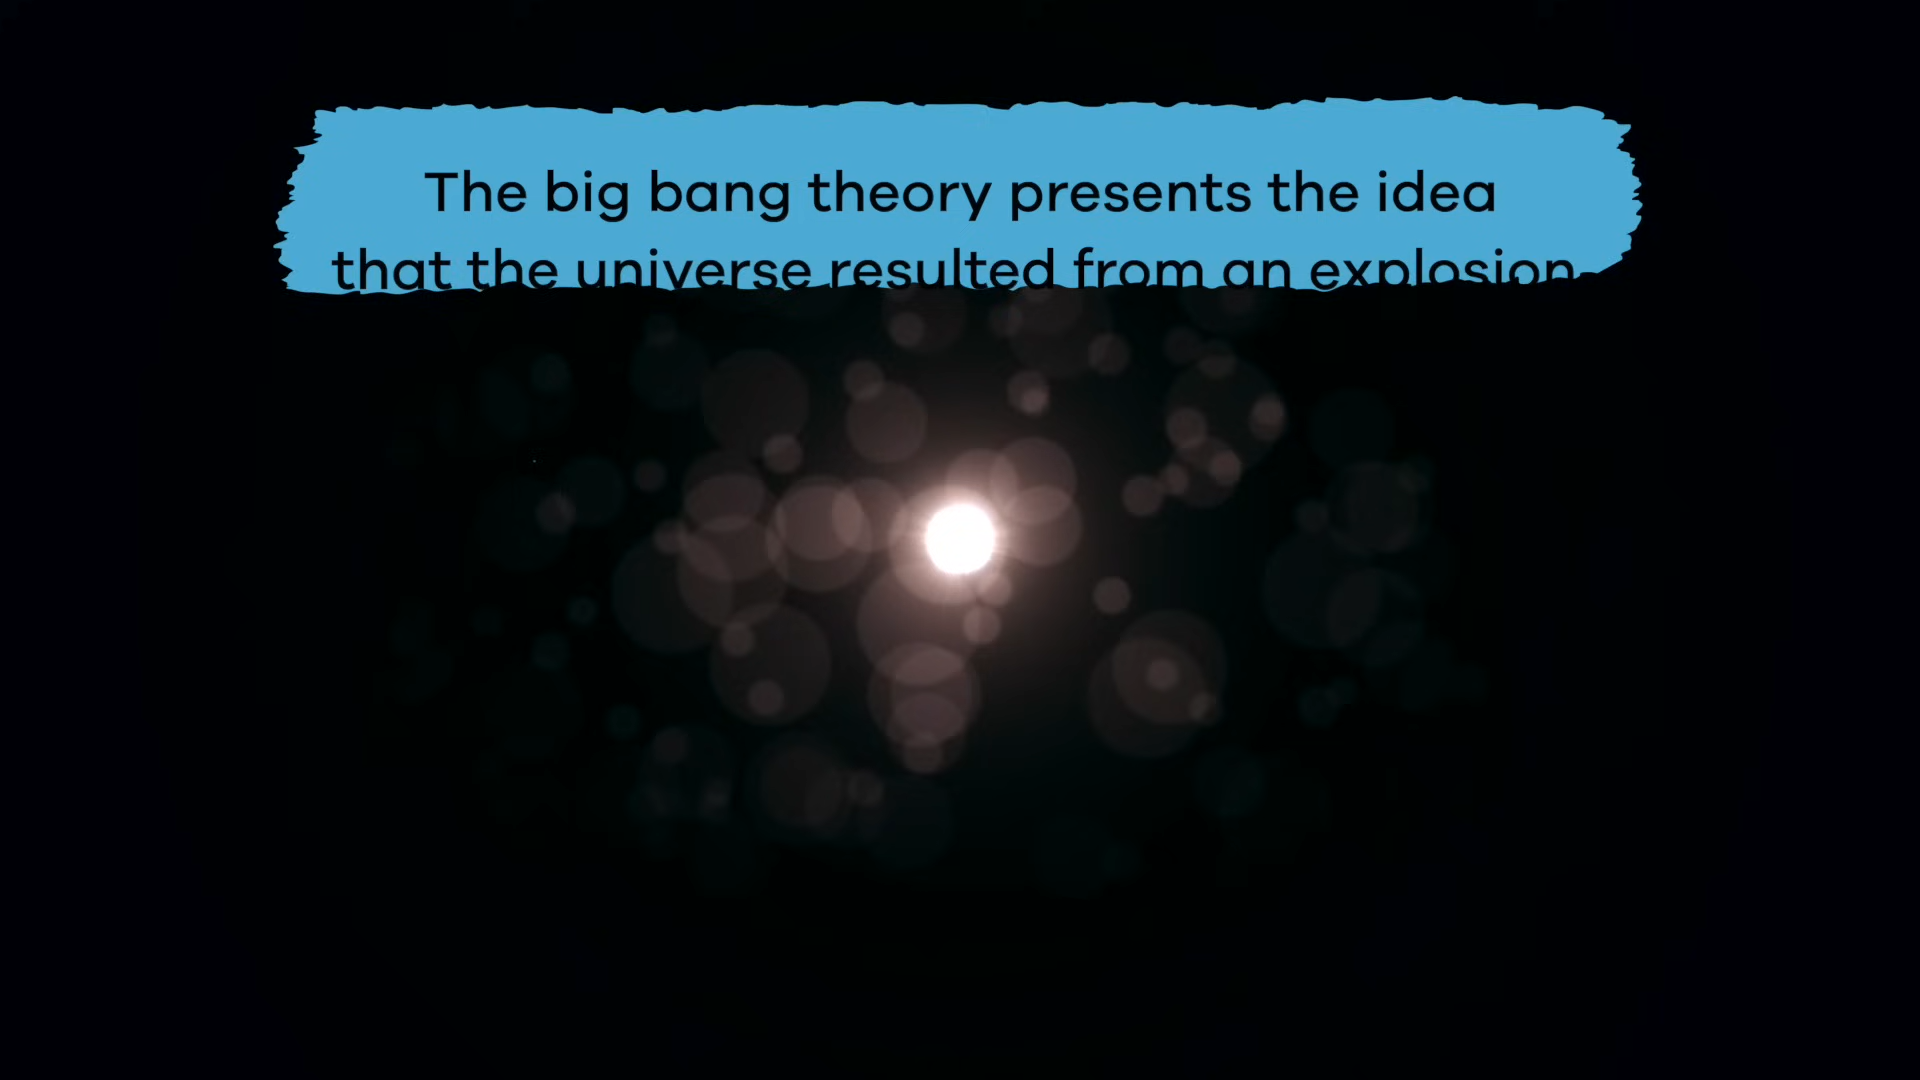 The big bang theory presents the idea
that the universe resulted from an explosion